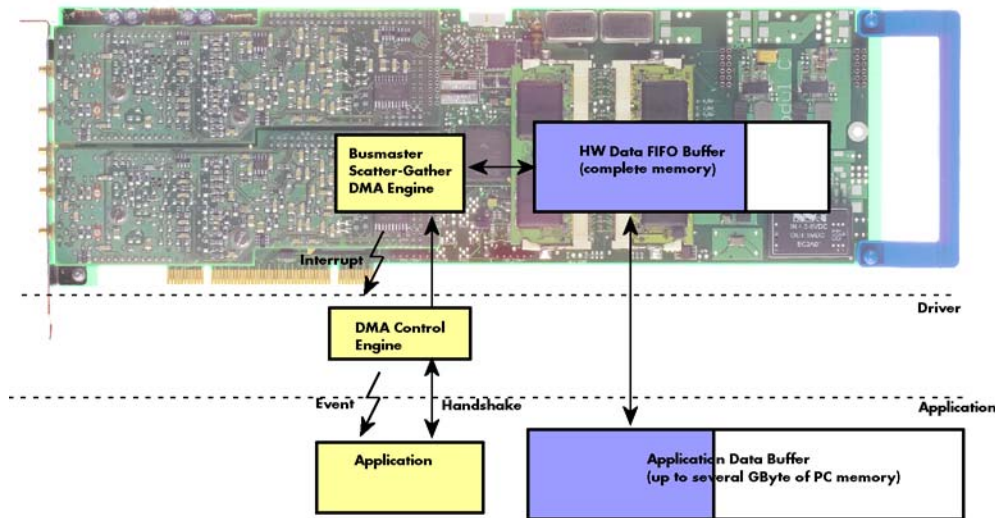 Busmaster
Scatter-Gather
DMA Engine
HW Data FIFO Buffer
(complete memory)
Interrupt
Driver
DMA Control
Engine
Event
Handshake
Application
Application
Application Data Buffer
(up to several GByte of PC memory)